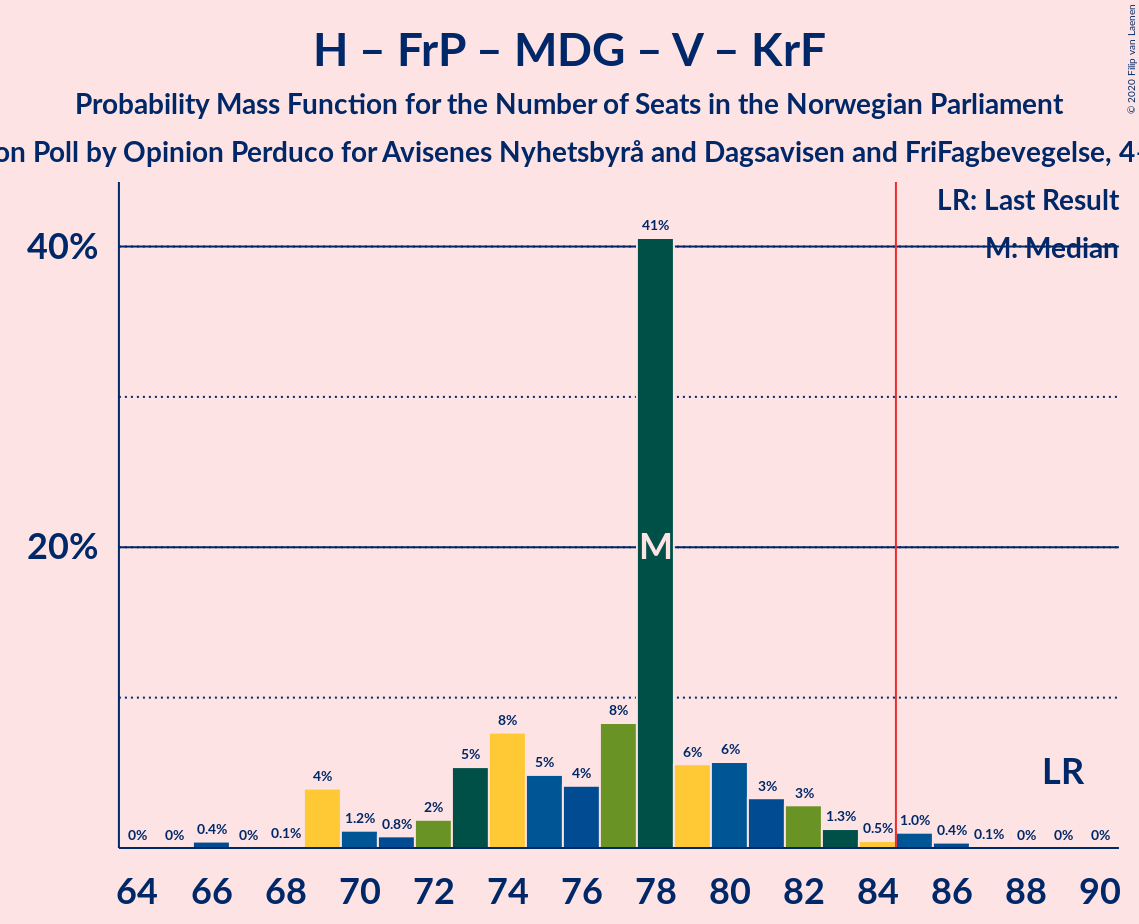 H – FrP – MDG – V – KrF
Probability Mass Function for the Number of Seats in the Norwegian Parliament
on Poll by Opinion Perduco for Avisenes Nyhetsbyrå and Dagsavisen and FriFagbevegelse, 4-
© 2020 Filip van Laenen
LR: Last Result
M: Median
40%
20%
41%
M
LR
0% 0% 0.4% 0% 0.1% 4% 1.2% 0.8% 2% 5% 8% 5% 4% 8% 6% 6% 3% 3% 1.3% 0.5% 1.0% 0.4% 0.1% 0% 0% 0%
64 66 68 70 72 74 76 78 80 82 84 86 88 90